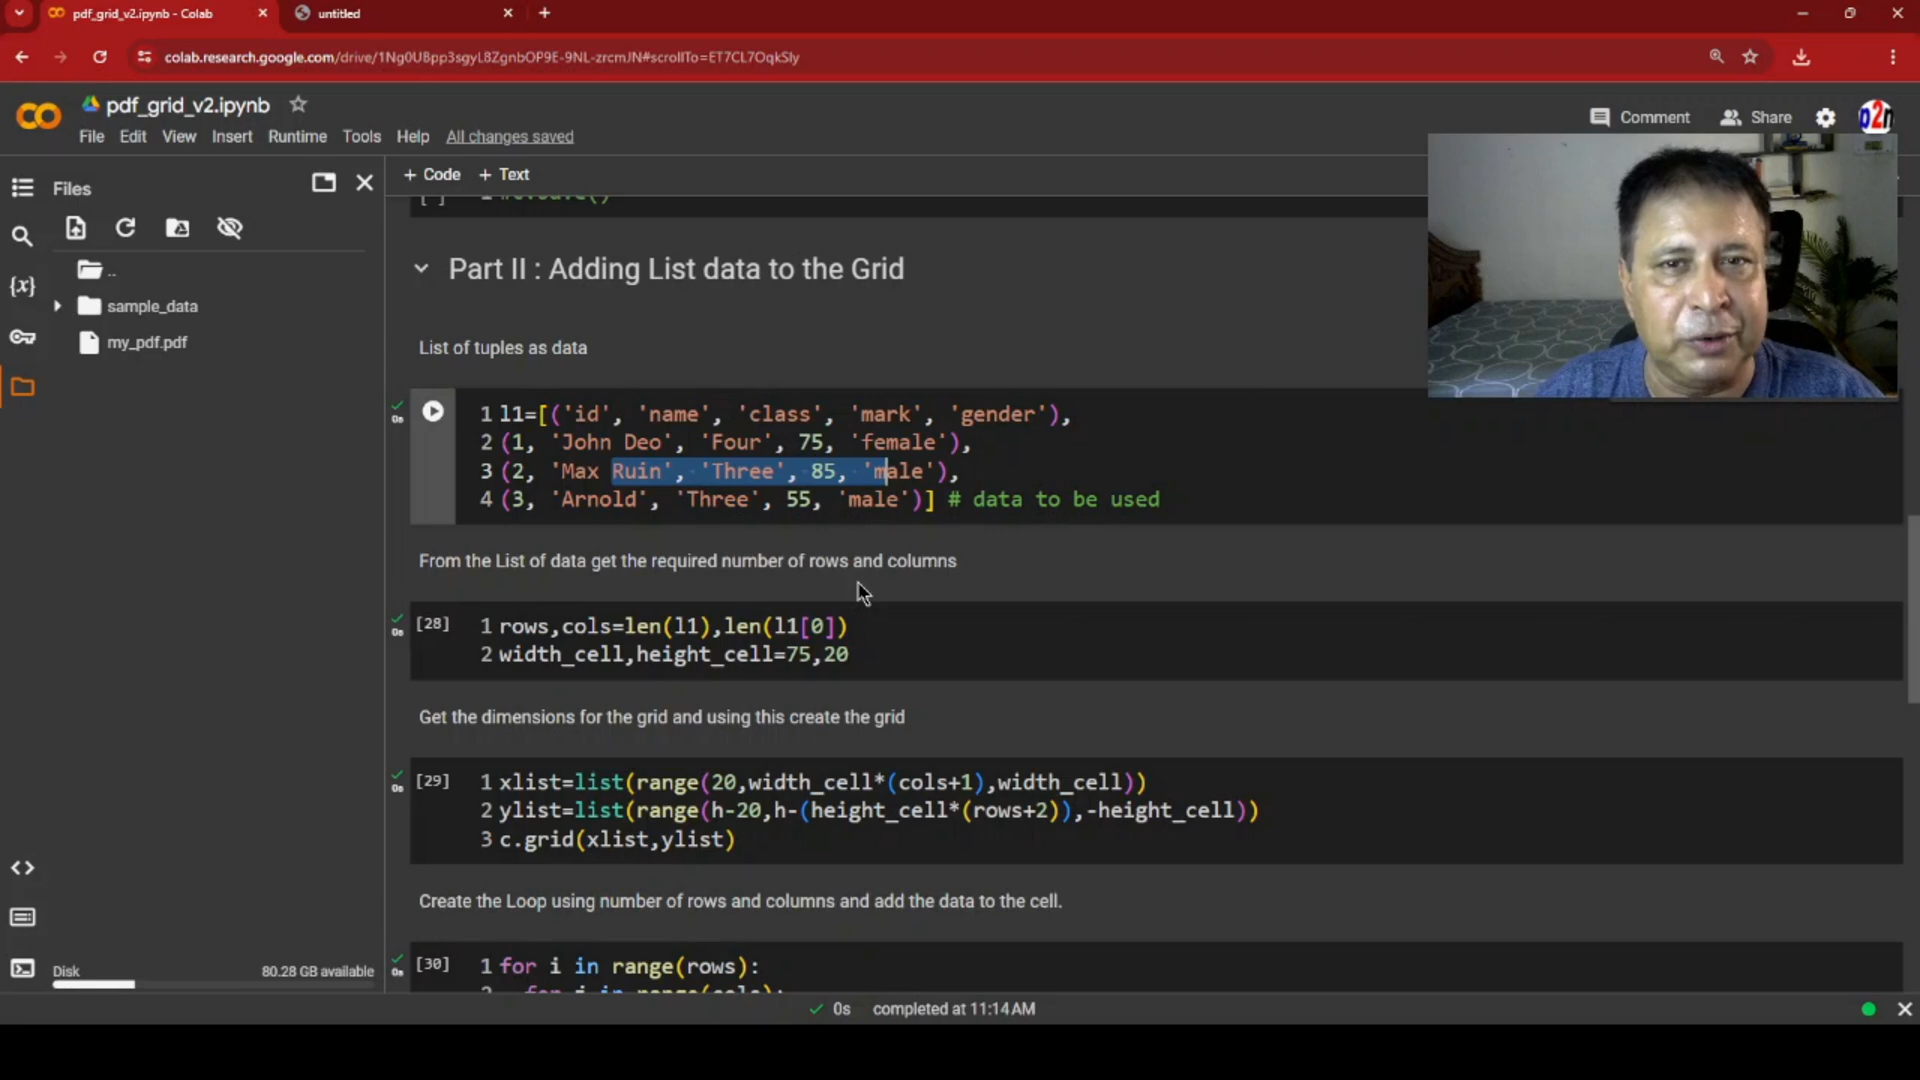 pdf_grid_v2.ipynb - Colab
untitled
colab.research.google.com/drive/1Ng0U8pp3sgyL8ZgnbOP9E-9NL-zrcmJN#scrollTo=ET7CL7OqkSly
pdf_grid_v2.ipynb
Comment
Share
File Edit View Insert Runtime Tools Help All changes saved
Files
+ Code + Text
..
sample_data
my_pdf.pdf
Part II : Adding List data to the Grid
List of tuples as data
1 l1=[('id', 'name', 'class', 'mark', 'gender'),
2 (1, 'John Deo', 'Four', 75, 'female'),
3 (2, 'Max Ruin', 'Three', 85, 'male'),
4 (3, 'Arnold', 'Three', 55, 'male')] # data to be used
0s
From the List of data get the required number of rows and columns
[28] 1 rows,cols=len(l1),len(l1[0])
0s
2 width_cell,height_cell=75,20
Get the dimensions for the grid and using this create the grid
[29] 1 xlist=list(range(20,width_cell*(cols+1),width_cell))
0s
2 ylist=list(range(h-20,h-(height_cell*(rows+2)),-height_cell))
3 c.grid(xlist,ylist)
Create the Loop using number of rows and columns and add the data to the cell.
[30] 1 for i in range(rows):
0s
Disk 80.28 GB available
0s completed at 11:14 AM